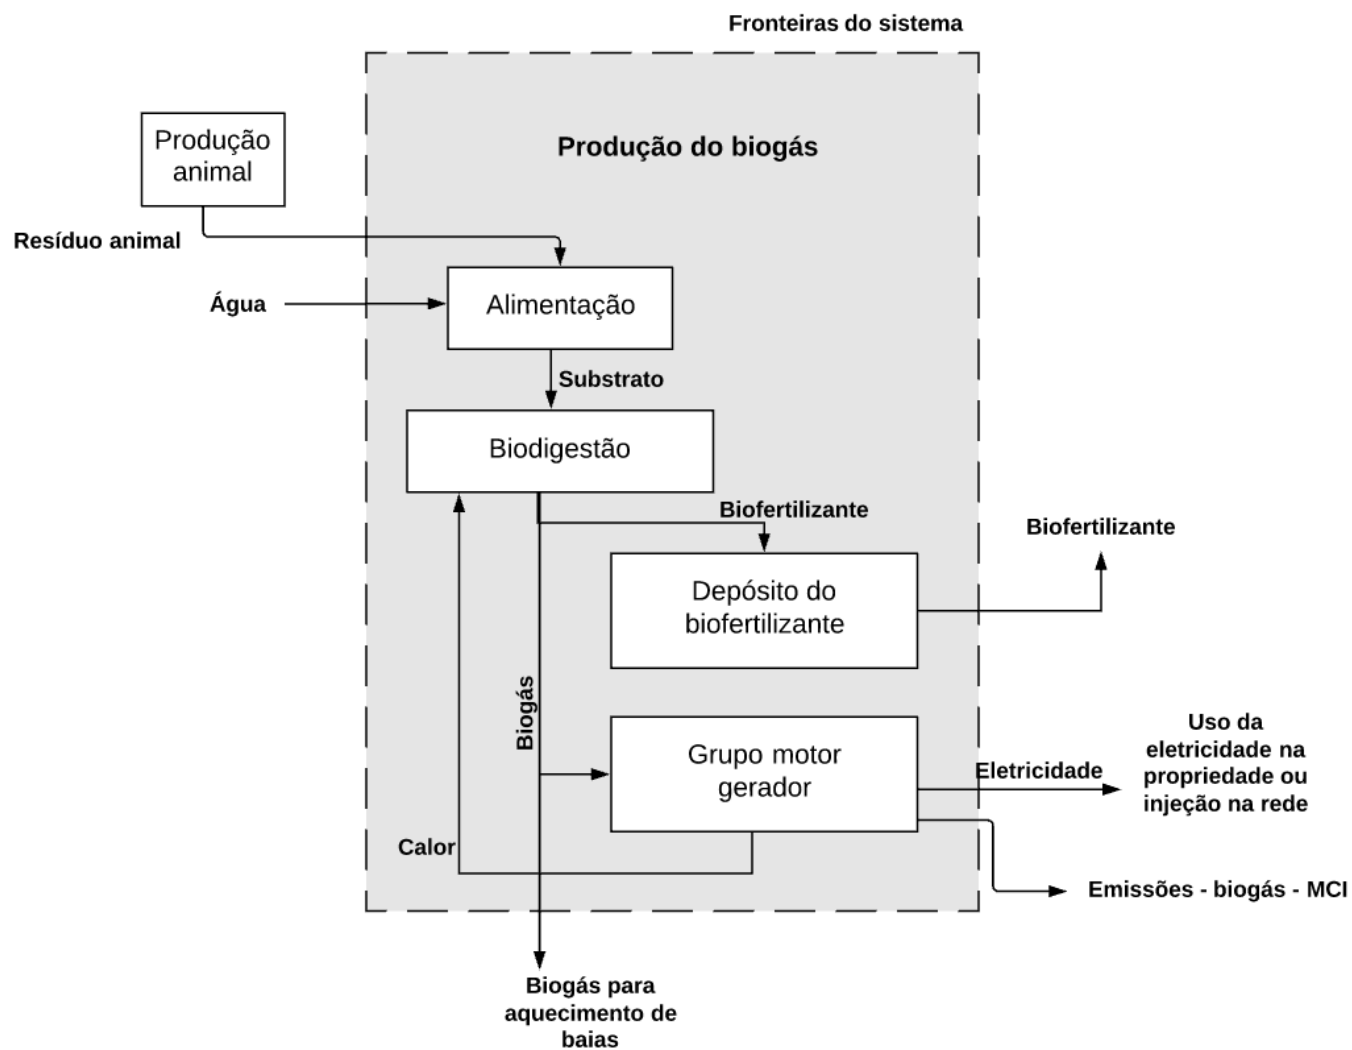 Fronteiras do sistema
Produção
animal
Produção do biogás
Resíduo animal
Água
Alimentação
Substrato
Biodigestão
Biofertilizante
Biofertilizante
Depósito do
biofertilizante
Biogás
Grupo motor
gerador
Eletricidade
Uso da
eletricidade na
propriedade ou
injeção na rede
Calor
Emissões - biogás - MCI
Biogás para
aquecimento de
baias